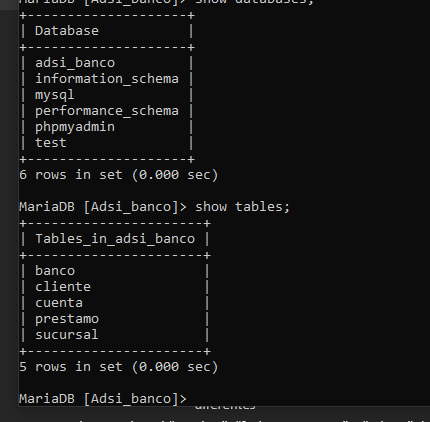 MariaDB [Adsi_banco]> show databases;
+--------------------+
| Database           |
+--------------------+
| adsi_banco         |
| information_schema |
| mysql              |
| performance_schema |
| phpmyadmin         |
| test               |
+--------------------+
6 rows in set (0.000 sec)
MariaDB [Adsi_banco]> show tables;
+----------------------+
| Tables_in_adsi_banco |
+----------------------+
| banco                |
| cliente              |
| cuenta               |
| prestamo             |
| sucursal             |
+----------------------+
5 rows in set (0.000 sec)
MariaDB [Adsi_banco]>
diferentes